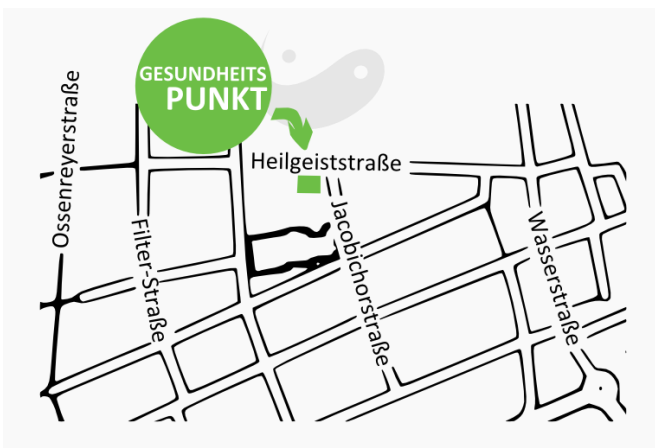 GESUNDHEITS
PUNKT
Heilgeiststraße
Ossenreyerstraße
Filter-Straße
Jacobichorstraße
Wasserstraße